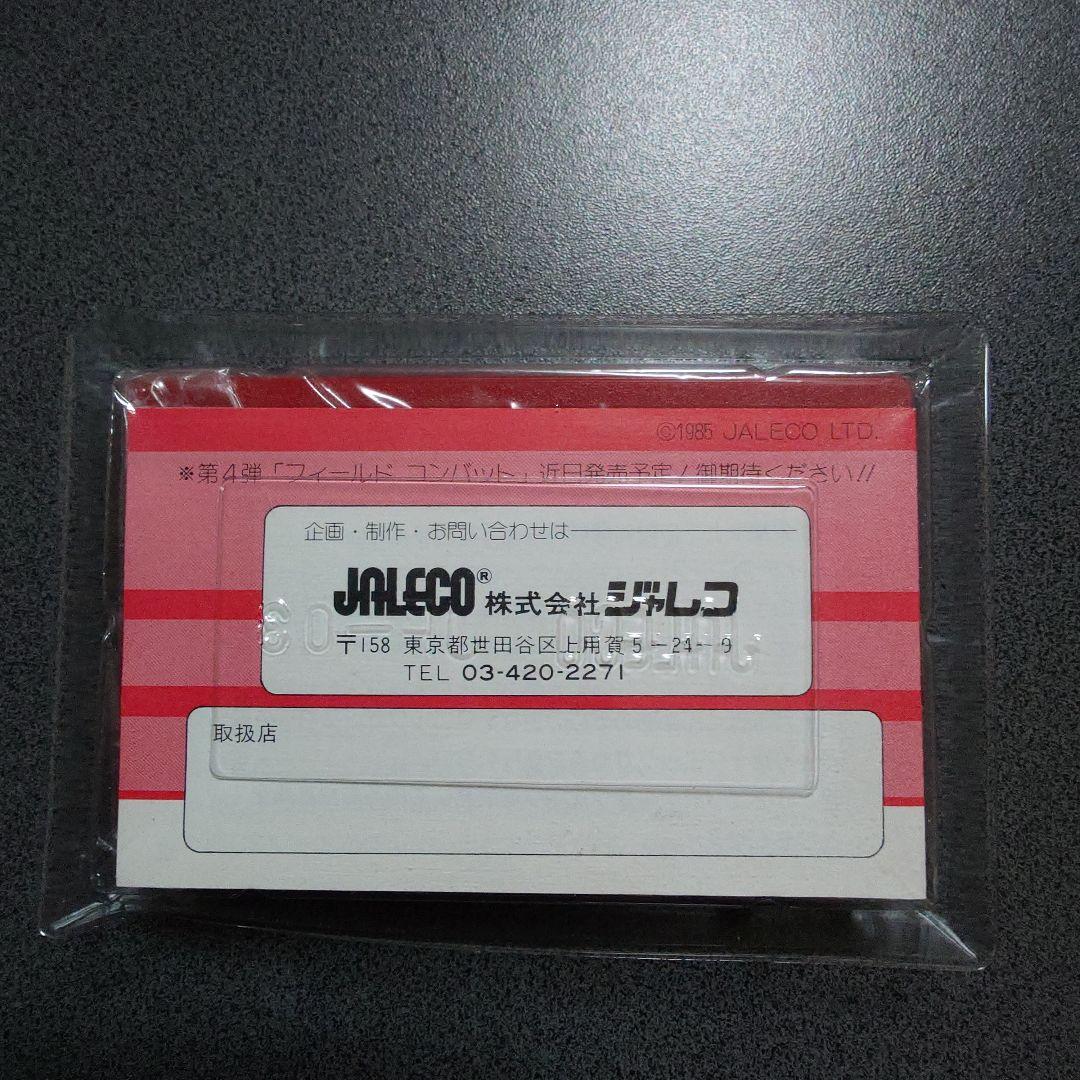 ©1985 JALECO LTD.
※第4弾「フィールド コンバット」近日発売予定!御期待ください!!
企画・制作・お問い合わせは
JALECO® 株式会社ジャレコ
〒158 東京都世田谷区上用賀5-24-9
TEL 03-420-2271
取扱店